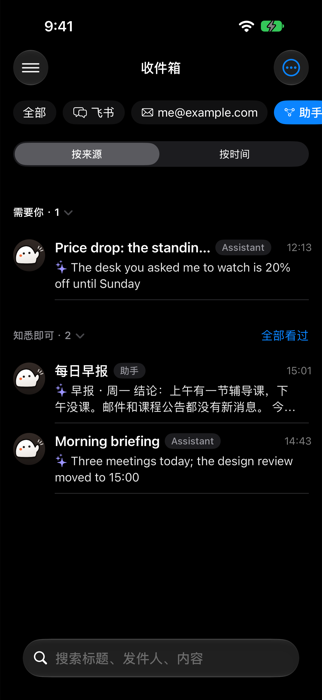 9:41
收件箱
全部
飞书
me@example.com
助手
按来源
按时间
需要你 · 1
Price drop: the standin... Assistant 12:13
The desk you asked me to watch is 20%
off until Sunday
知悉即可 · 2
全部看过
每日早报 助手 15:01
早报 · 周一 结论：上午有一节辅导课，下
午没课。邮件和课程公告都没有新消息。 今...
Morning briefing Assistant 14:43
Three meetings today; the design review
moved to 15:00
搜索标题、发件人、内容